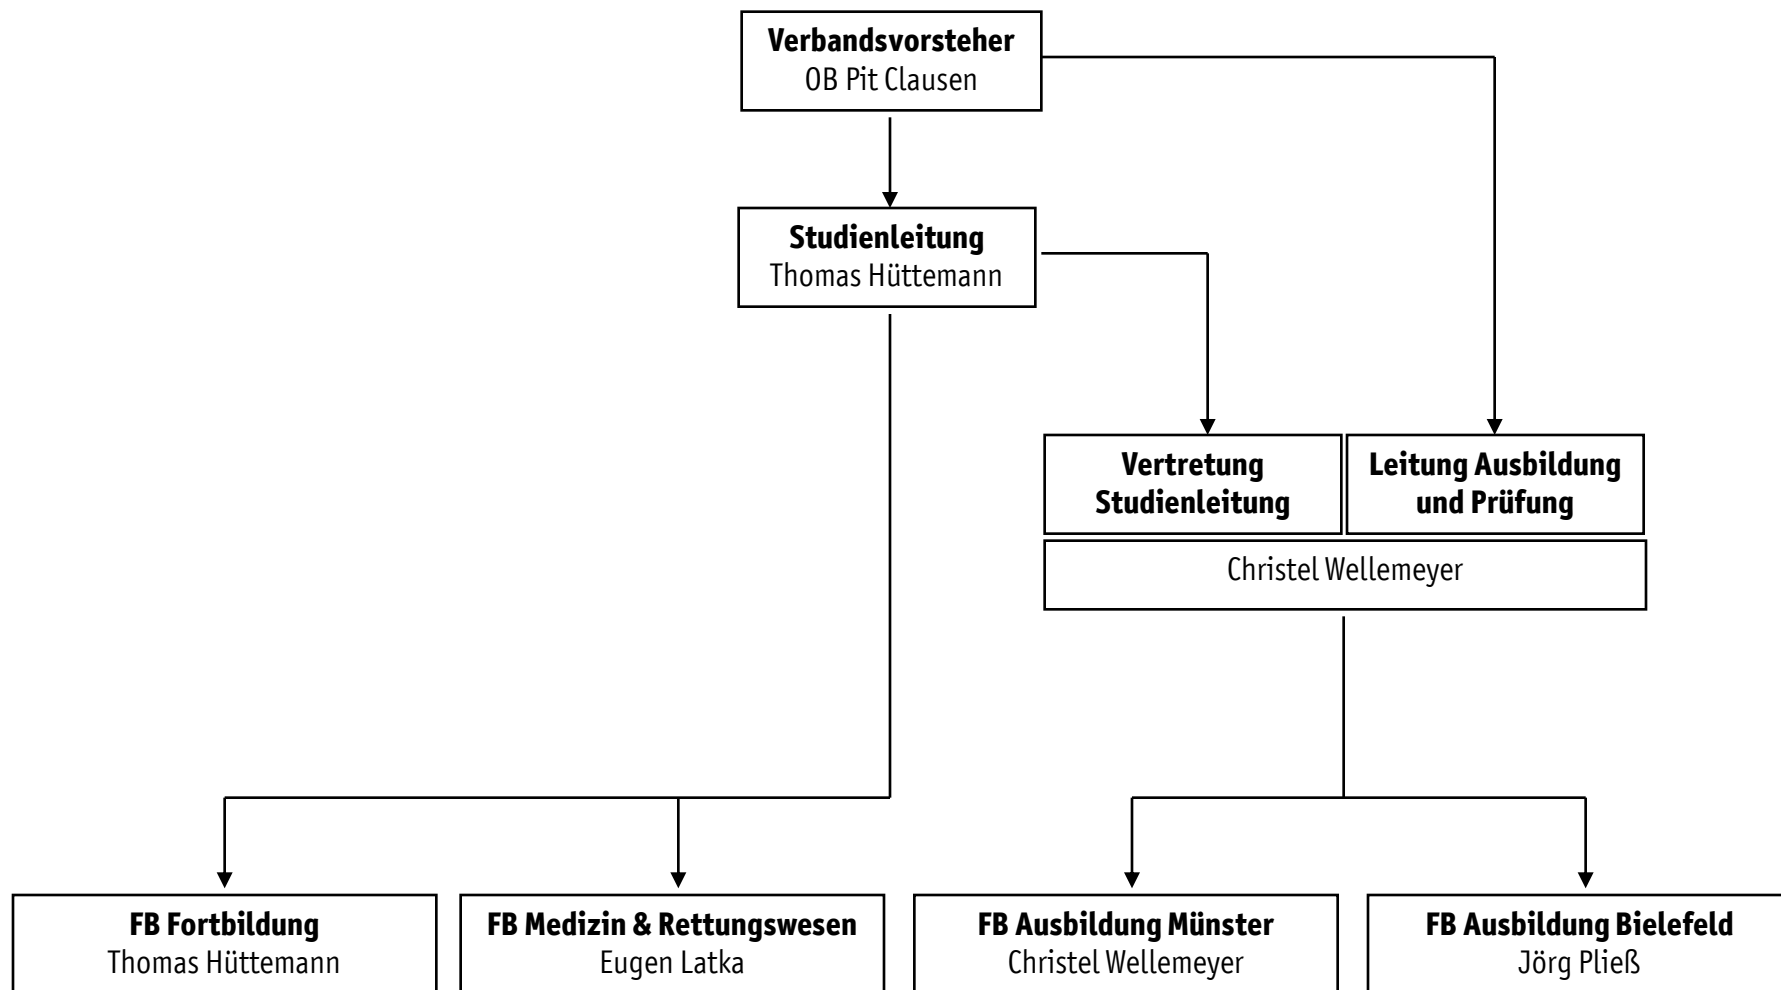 Verbandsvorsteher
OB Pit Clausen
Studienleitung
Thomas Hüttemann
Vertretung
Studienleitung
Leitung Ausbildung
und Prüfung
Christel Wellemeyer
FB Fortbildung
Thomas Hüttemann
FB Medizin & Rettungswesen
Eugen Latka
FB Ausbildung Münster
Christel Wellemeyer
FB Ausbildung Bielefeld
Jörg Pließ